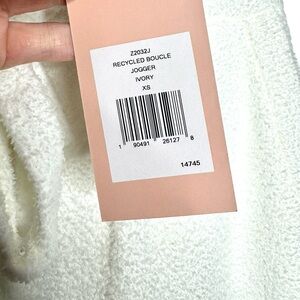 Z2032J
RECYCLED BOUCLE
JOGGER
IVORY
XS
1 90491 26127 8
14745